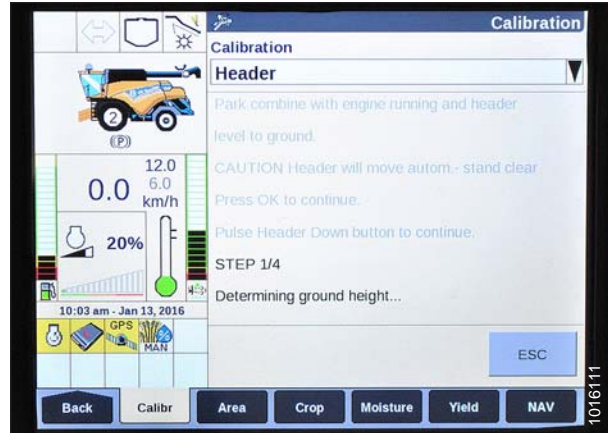 Calibration
Calibration
Header
Park combine with engine running and header
level to ground.
CAUTION Header will move autom.- stand clear
Press OK to continue.
Pulse Header Down button to continue.
STEP 1/4
Determining ground height...
ESC
2
(P)
12.0
0.0 6.0
km/h
20%
F
10:03 am - Jan 13, 2016
GPS
MAN
Back Calibr Area Crop Moisture Yield NAV
1016111